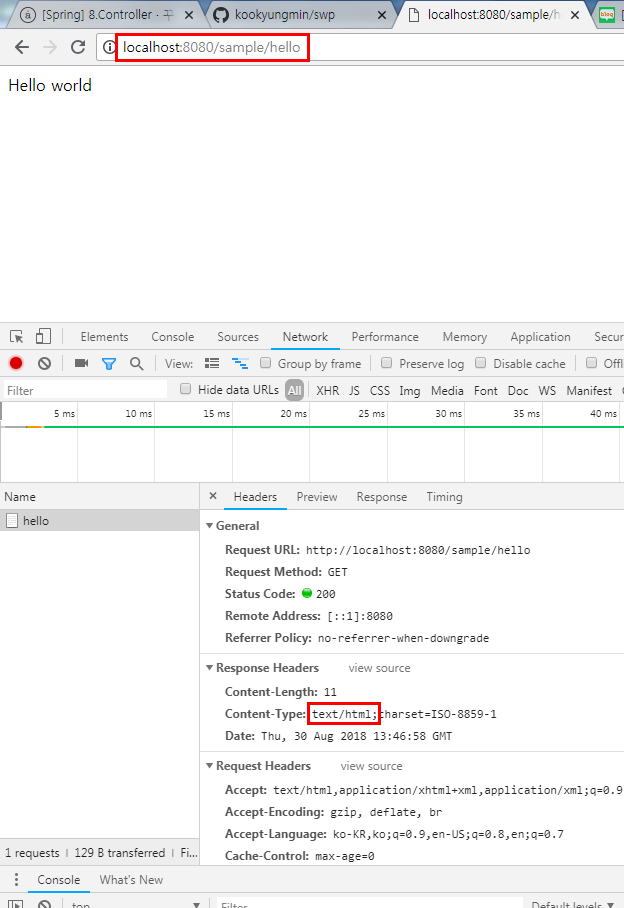 [Spring] 8.Controller · 꾸
kookyungmin/swp
localhost:8080/sample/h
localhost:8080/sample/hello
Hello world
Elements Console Sources Network Performance Memory Application Secur
View: Group by frame Preserve log Disable cache Offl
Filter Hide data URLs All XHR JS CSS Img Media Font Doc WS Manifest
5 ms 10 ms 15 ms 20 ms 25 ms 30 ms 35 ms 40 ms
Name
hello
× Headers Preview Response Timing
General
Request URL: http://localhost:8080/sample/hello
Request Method: GET
Status Code: 200
Remote Address: [::1]:8080
Referrer Policy: no-referrer-when-downgrade
Response Headers view source
Content-Length: 11
Content-Type: text/html;charset=ISO-8859-1
Date: Thu, 30 Aug 2018 13:46:58 GMT
Request Headers view source
Accept: text/html,application/xhtml+xml,application/xml;q=0.9
Accept-Encoding: gzip, deflate, br
Accept-Language: ko-KR,ko;q=0.9,en-US;q=0.8,en;q=0.7
Cache-Control: max-age=0
1 requests | 129 B transferred | Fi...
Console What's New
top Filter Default levels